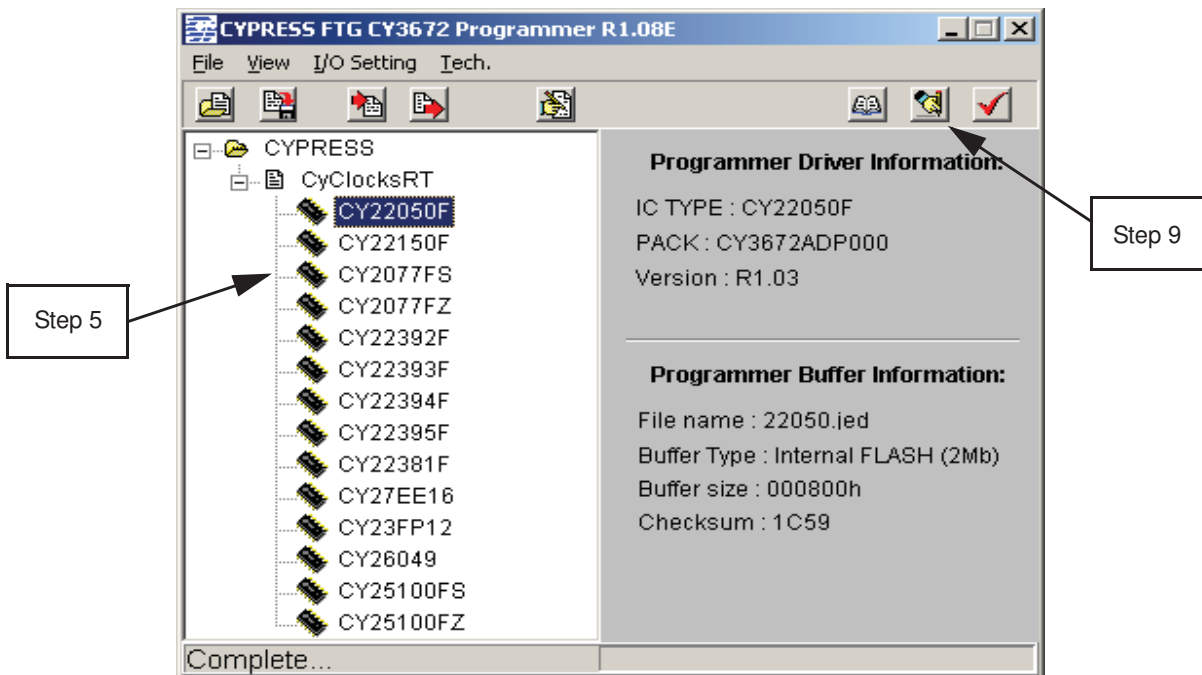 CYPRESS FTG CY3672 Programmer R1.08E
File View I/O Setting Tech.
CYPRESS
CyClocksRT
CY22050F
CY22150F
CY2077FS
CY2077FZ
CY22392F
CY22393F
CY22394F
CY22395F
CY22381F
CY27EE16
CY23FP12
CY26049
CY25100FS
CY25100FZ
Programmer Driver Information:
IC TYPE : CY22050F
PACK : CY3672ADP000
Version : R1.03
Programmer Buffer Information:
File name : 22050.jed
Buffer Type : Internal FLASH (2Mb)
Buffer size : 000800h
Checksum : 1C59
Complete...
Step 5
Step 9